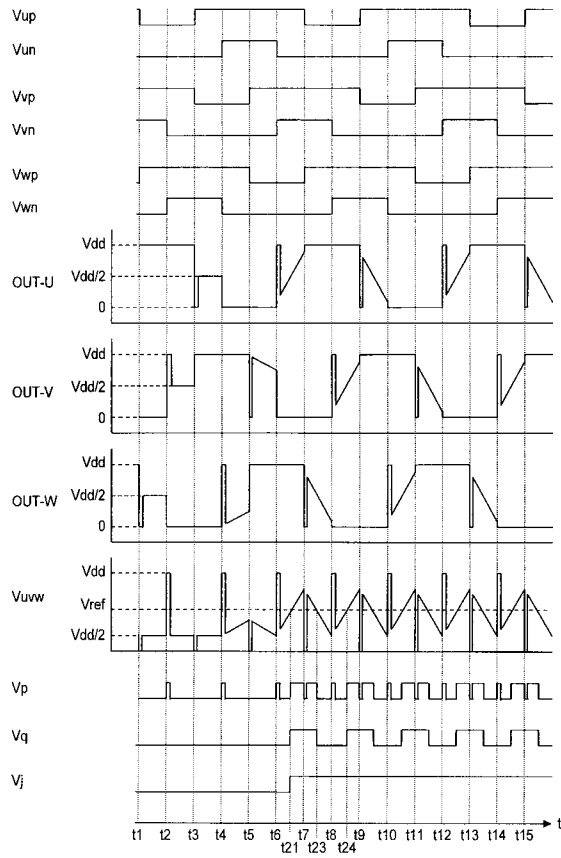 Vup
Vun
Vvp
Vvn
Vwp
Vwn
Vdd
OUT-U
Vdd/2
0
Vdd
OUT-V
Vdd/2
0
Vdd
OUT-W
Vdd/2
0
Vdd
Vuvw
Vref
Vdd/2
Vp
Vq
Vj
t
t1 t2 t3 t4 t5 t6 t7 t8 t9 t10 t11 t12 t13 t14 t15
t21 t23 t24